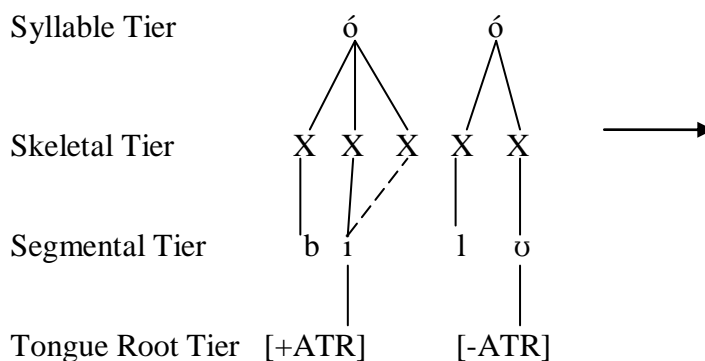 Syllable Tier ό ό
Skeletal Tier X X X X X
Segmental Tier b i l ʊ
Tongue Root Tier [+ATR] [-ATR]